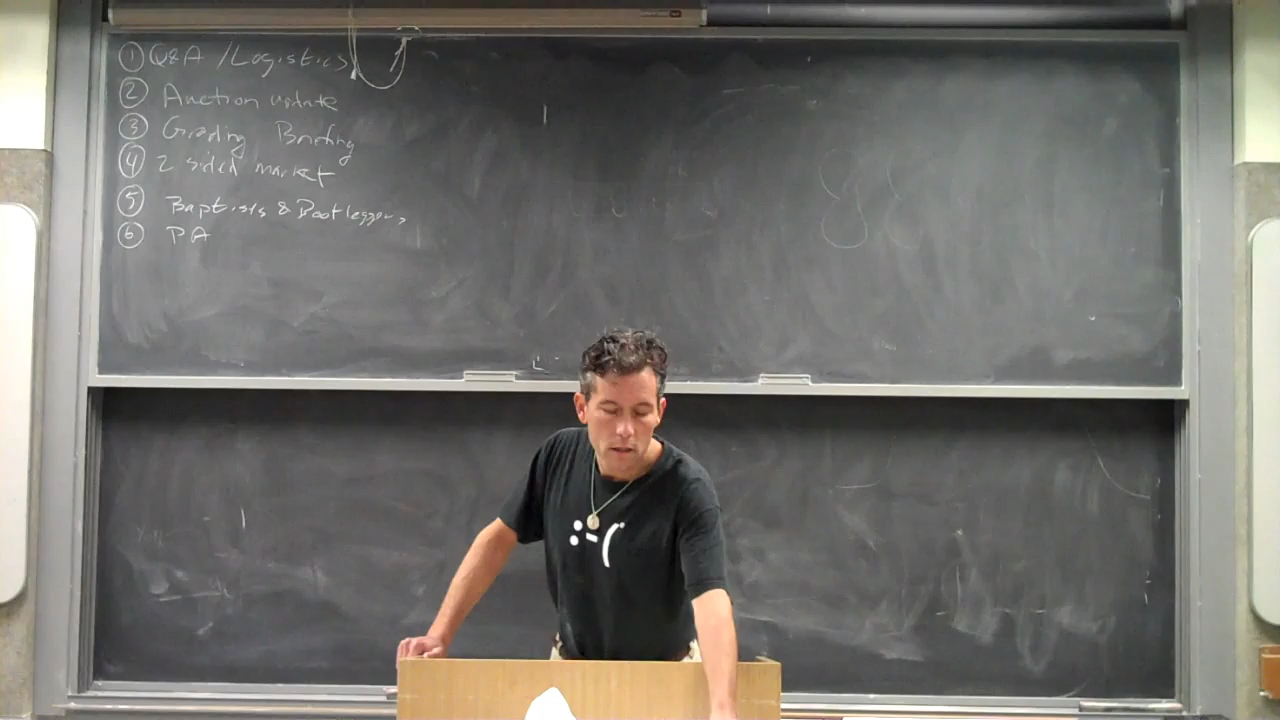 ① Q&A / Logistics
② Auction update
③ Grading Briefing
④ 2 sided market
⑤ Baptists & Bootleggers
⑥ PA
:-(